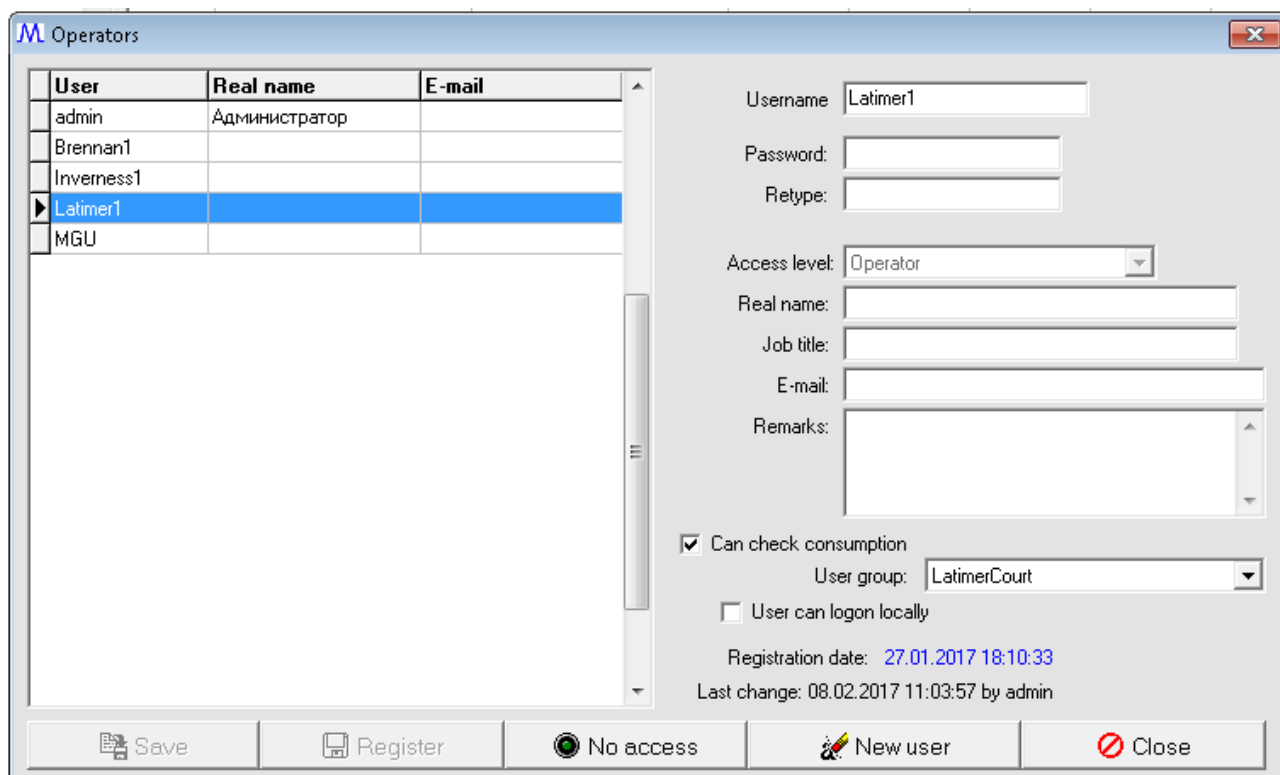 Operators
User Real name E-mail
admin Администратор
Brennan1
Inverness1
Latimer1
MGU
Username Latimer1
Password:
Retype:
Access level: Operator
Real name:
Job title:
E-mail:
Remarks:
Can check consumption
User group: LatimerCourt
User can logon locally
Registration date: 27.01.2017 18:10:33
Last change: 08.02.2017 11:03:57 by admin
Save Register No access New user Close